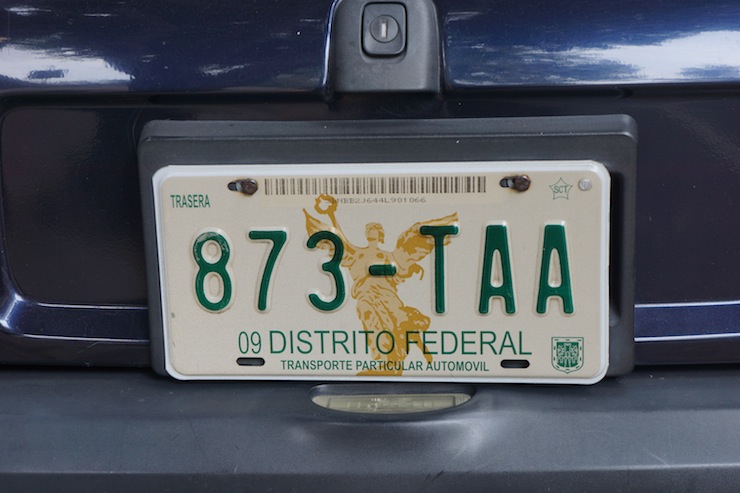 TRASERA
SCT
873-TAA
09 DISTRITO FEDERAL
TRANSPORTE PARTICULAR AUTOMOVIL